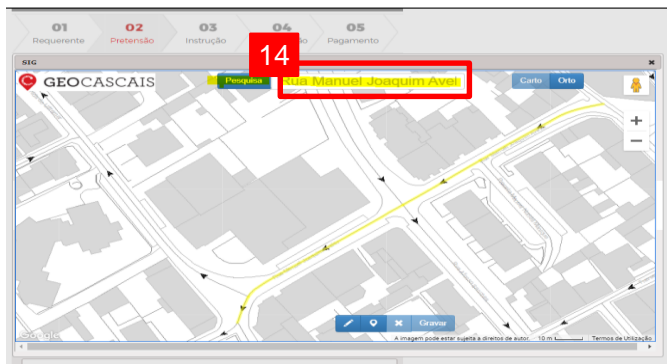 01 02 03 04 05
Requerente Pretensão Instrução Pagamento
14
SIG
GEOCASCAIS Pesquisa Rua Manuel Joaquim Avel Carto Orto
+
−
Gravar
Google A imagem pode estar sujeita a direitos de autor. 10 m Termos de Utilização